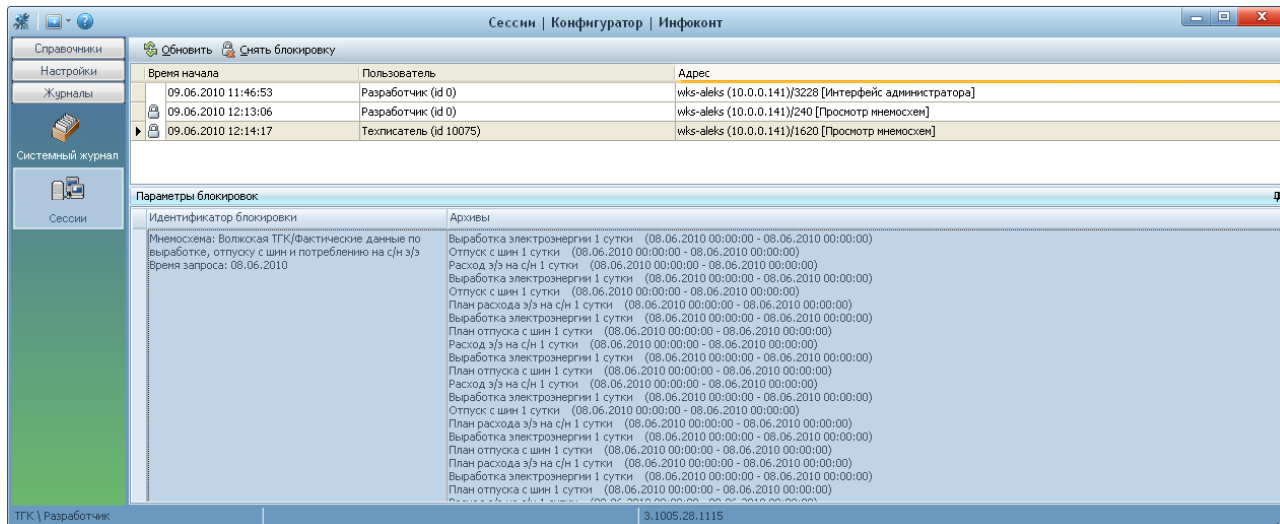 Сессии | Конфигуратор | Инфоконт
Справочники
Настройки
Журналы
Системный журнал
Сессии
Обновить Снять блокировку
Время начала Пользователь Адрес
09.06.2010 11:46:53 Разработчик (id 0) wks-aleks (10.0.0.141)/3228 [Интерфейс администратора]
09.06.2010 12:13:06 Разработчик (id 0) wks-aleks (10.0.0.141)/240 [Просмотр мнемосхем]
09.06.2010 12:14:17 Техписатель (id 10075) wks-aleks (10.0.0.141)/1620 [Просмотр мнемосхем]
Параметры блокировок
Идентификатор блокировки Архивы
Мнемосхема: Волжская ТГК/Фактические данные по
выработке, отпуску с шин и потреблению на с/н э/э
Время запроса: 08.06.2010
Выработка электроэнергии 1 сутки (08.06.2010 00:00:00 - 08.06.2010 00:00:00)
Отпуск с шин 1 сутки (08.06.2010 00:00:00 - 08.06.2010 00:00:00)
Расход э/э на с/н 1 сутки (08.06.2010 00:00:00 - 08.06.2010 00:00:00)
Выработка электроэнергии 1 сутки (08.06.2010 00:00:00 - 08.06.2010 00:00:00)
Отпуск с шин 1 сутки (08.06.2010 00:00:00 - 08.06.2010 00:00:00)
План расхода э/э на с/н 1 сутки (08.06.2010 00:00:00 - 08.06.2010 00:00:00)
Выработка электроэнергии 1 сутки (08.06.2010 00:00:00 - 08.06.2010 00:00:00)
План отпуска с шин 1 сутки (08.06.2010 00:00:00 - 08.06.2010 00:00:00)
Расход э/э на с/н 1 сутки (08.06.2010 00:00:00 - 08.06.2010 00:00:00)
Выработка электроэнергии 1 сутки (08.06.2010 00:00:00 - 08.06.2010 00:00:00)
План отпуска с шин 1 сутки (08.06.2010 00:00:00 - 08.06.2010 00:00:00)
Расход э/э на с/н 1 сутки (08.06.2010 00:00:00 - 08.06.2010 00:00:00)
Выработка электроэнергии 1 сутки (08.06.2010 00:00:00 - 08.06.2010 00:00:00)
Отпуск с шин 1 сутки (08.06.2010 00:00:00 - 08.06.2010 00:00:00)
План расхода э/э на с/н 1 сутки (08.06.2010 00:00:00 - 08.06.2010 00:00:00)
Выработка электроэнергии 1 сутки (08.06.2010 00:00:00 - 08.06.2010 00:00:00)
План отпуска с шин 1 сутки (08.06.2010 00:00:00 - 08.06.2010 00:00:00)
План расхода э/э на с/н 1 сутки (08.06.2010 00:00:00 - 08.06.2010 00:00:00)
Выработка электроэнергии 1 сутки (08.06.2010 00:00:00 - 08.06.2010 00:00:00)
План отпуска с шин 1 сутки (08.06.2010 00:00:00 - 08.06.2010 00:00:00)
ТГК \ Разработчик 3.1005.28.1115